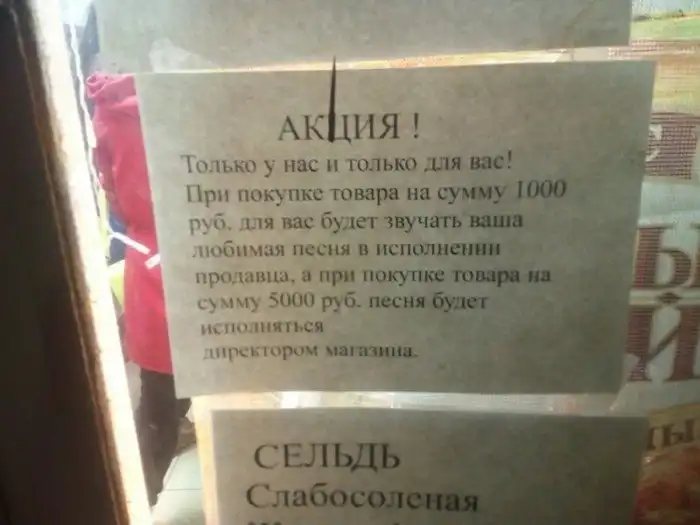 АКЦИЯ !
Только у нас и только для вас!
При покупке товара на сумму 1000
руб. для вас будет звучать ваша
любимая песня в исполнении
продавца, а при покупке товара на
сумму 5000 руб. песня будет
исполняться
директором магазина.
СЕЛЬДЬ
Слабосоленая